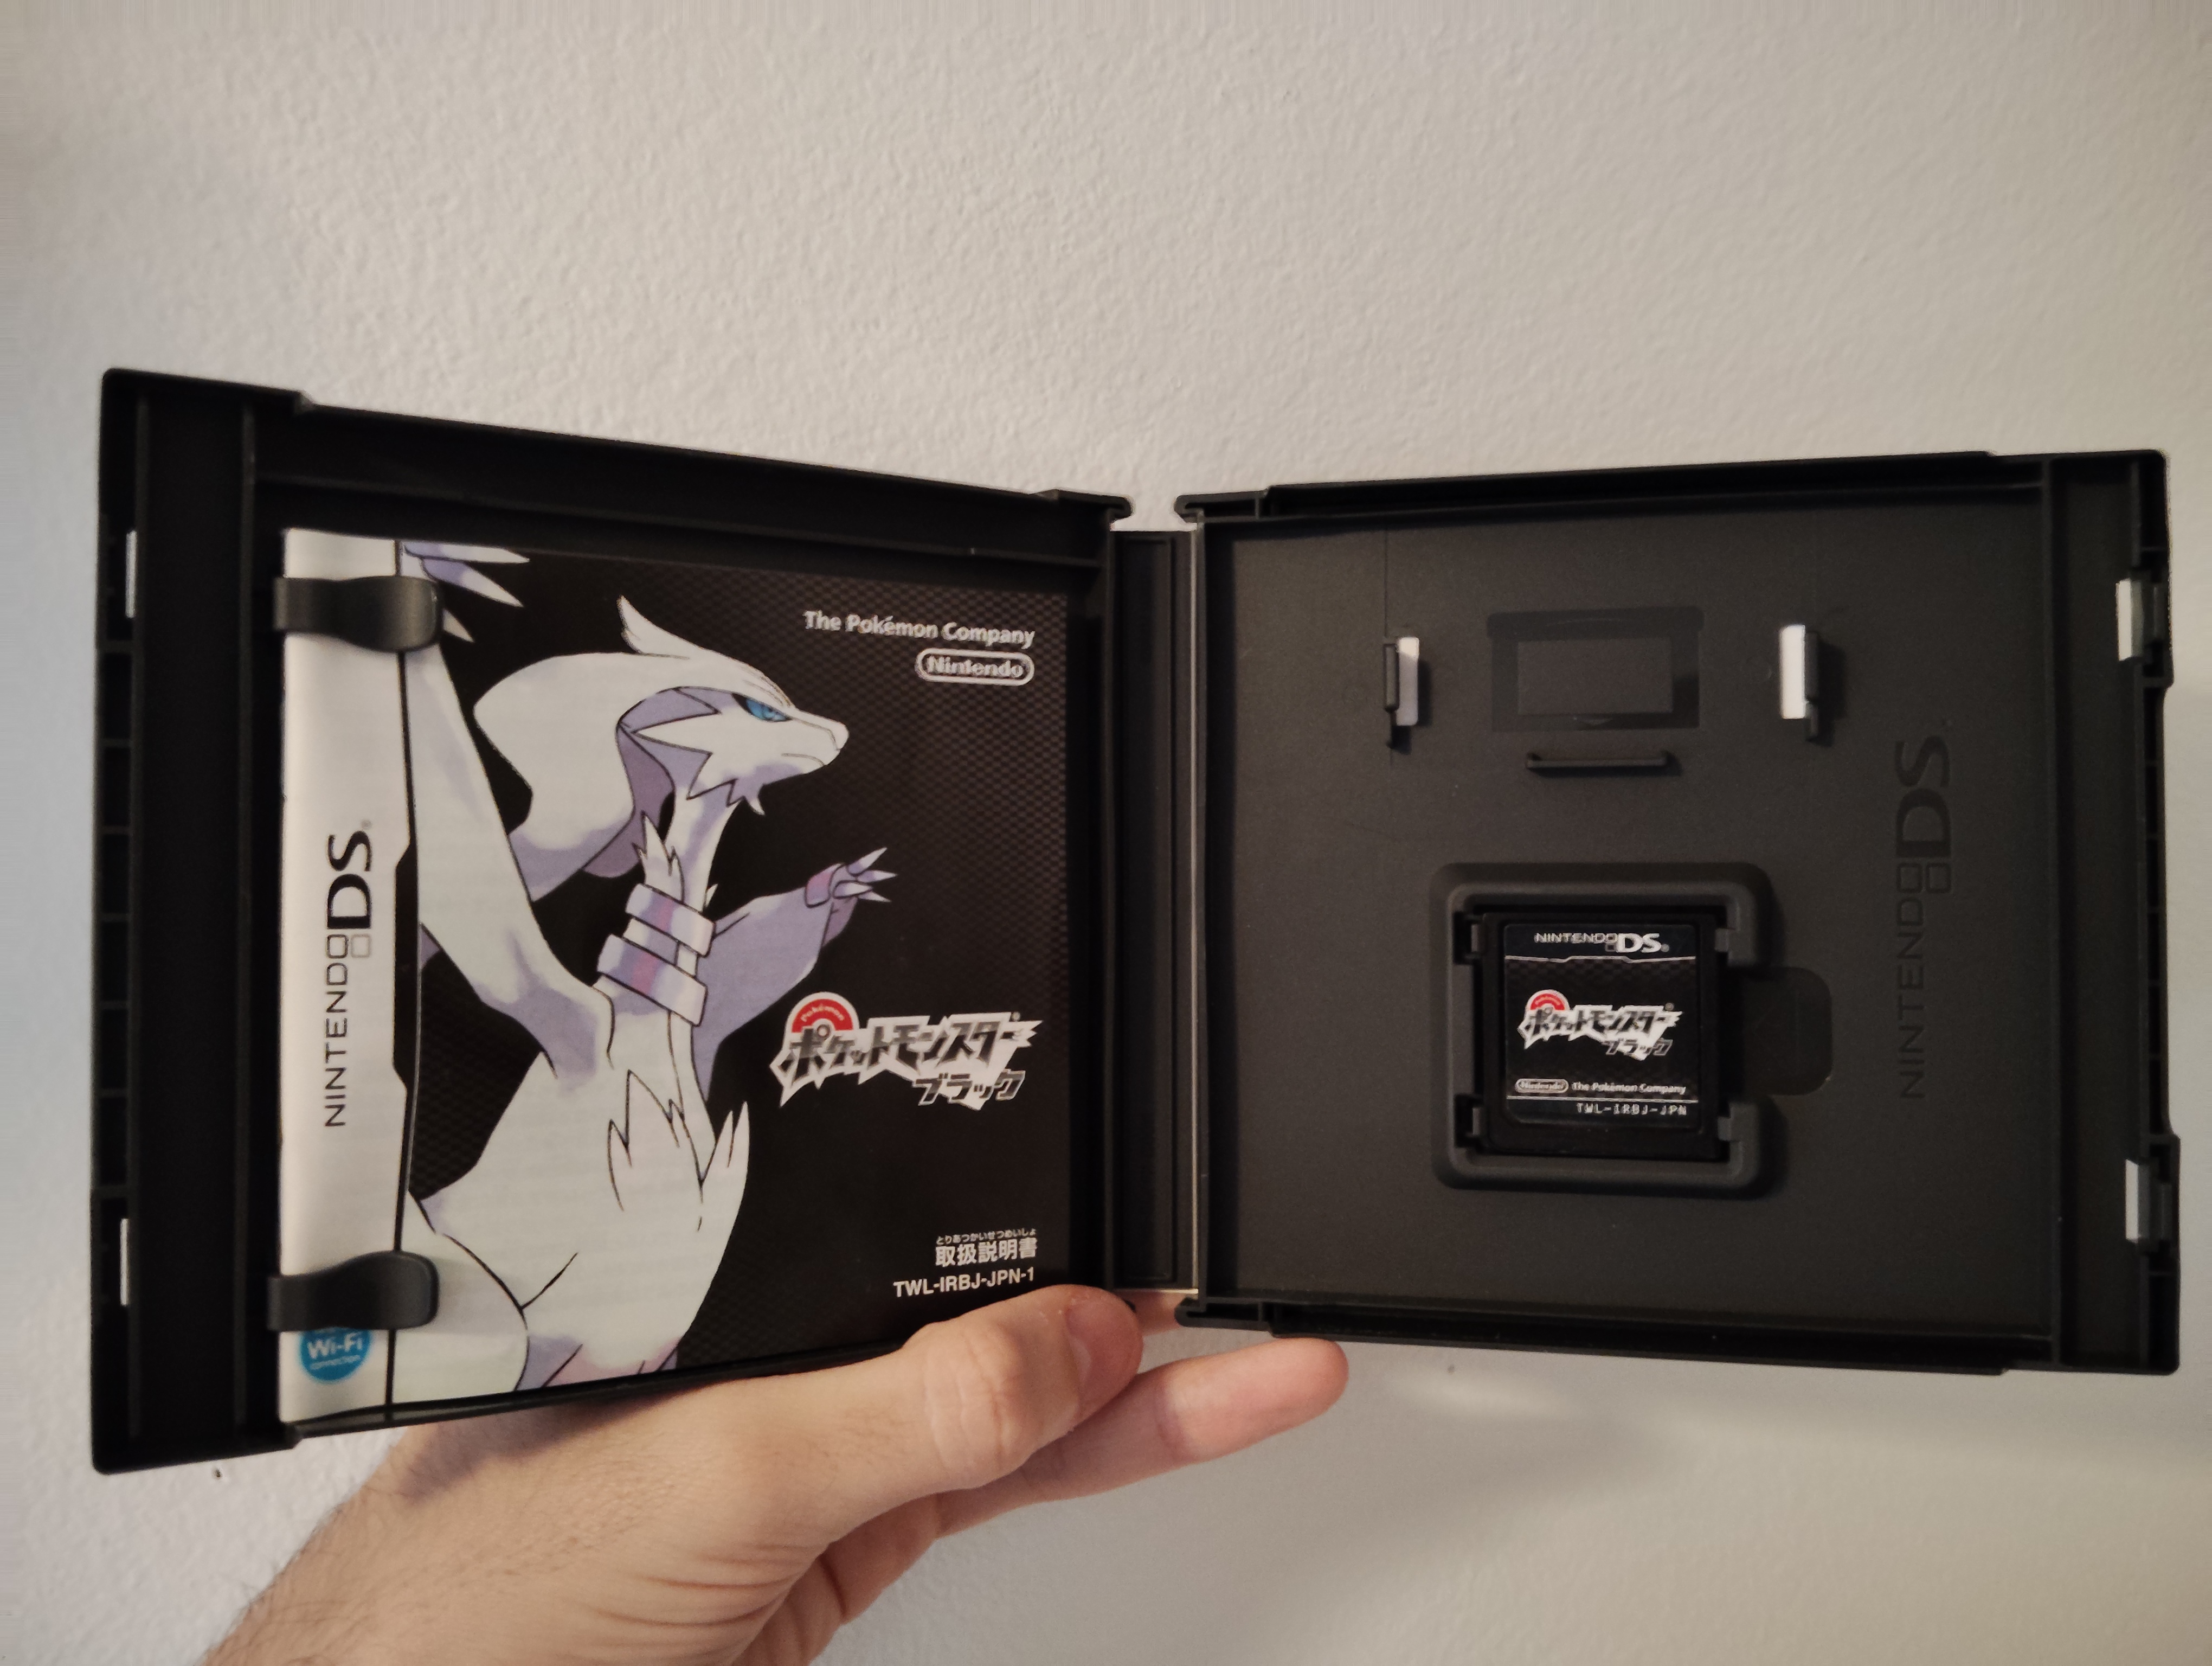 The Pokémon Company
Nintendo
NINTENDO DS
Pokémon
ポケットモンスター
ブラック
とりあつかいせつめいしょ
取扱説明書
TWL-IRBJ-JPN-1
Wi-Fi
connection
NINTENDO DS
NINTENDO DS
Pokémon
ポケットモンスター
ブラック
Nintendo The Pokémon Company
TWL-IRBJ-JPN